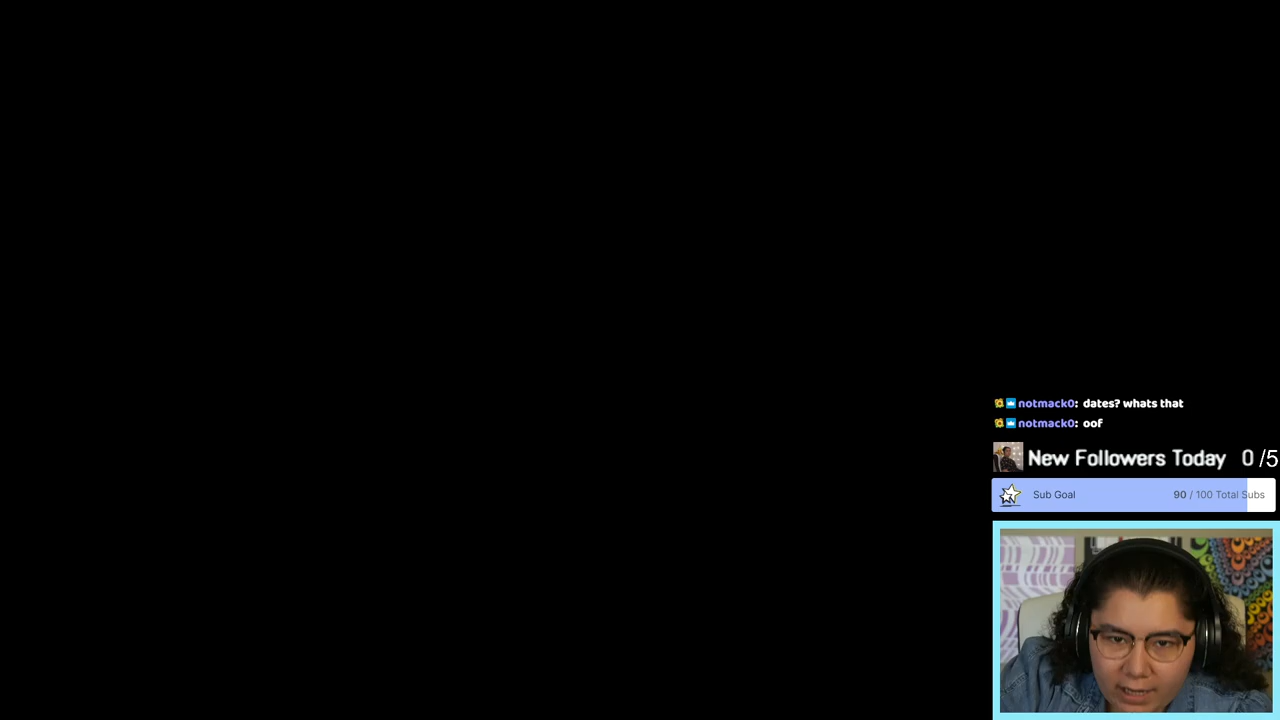 notmack0: dates? whats that
notmack0: oof
New Followers Today 0 /5
Sub Goal 90 / 100 Total Subs